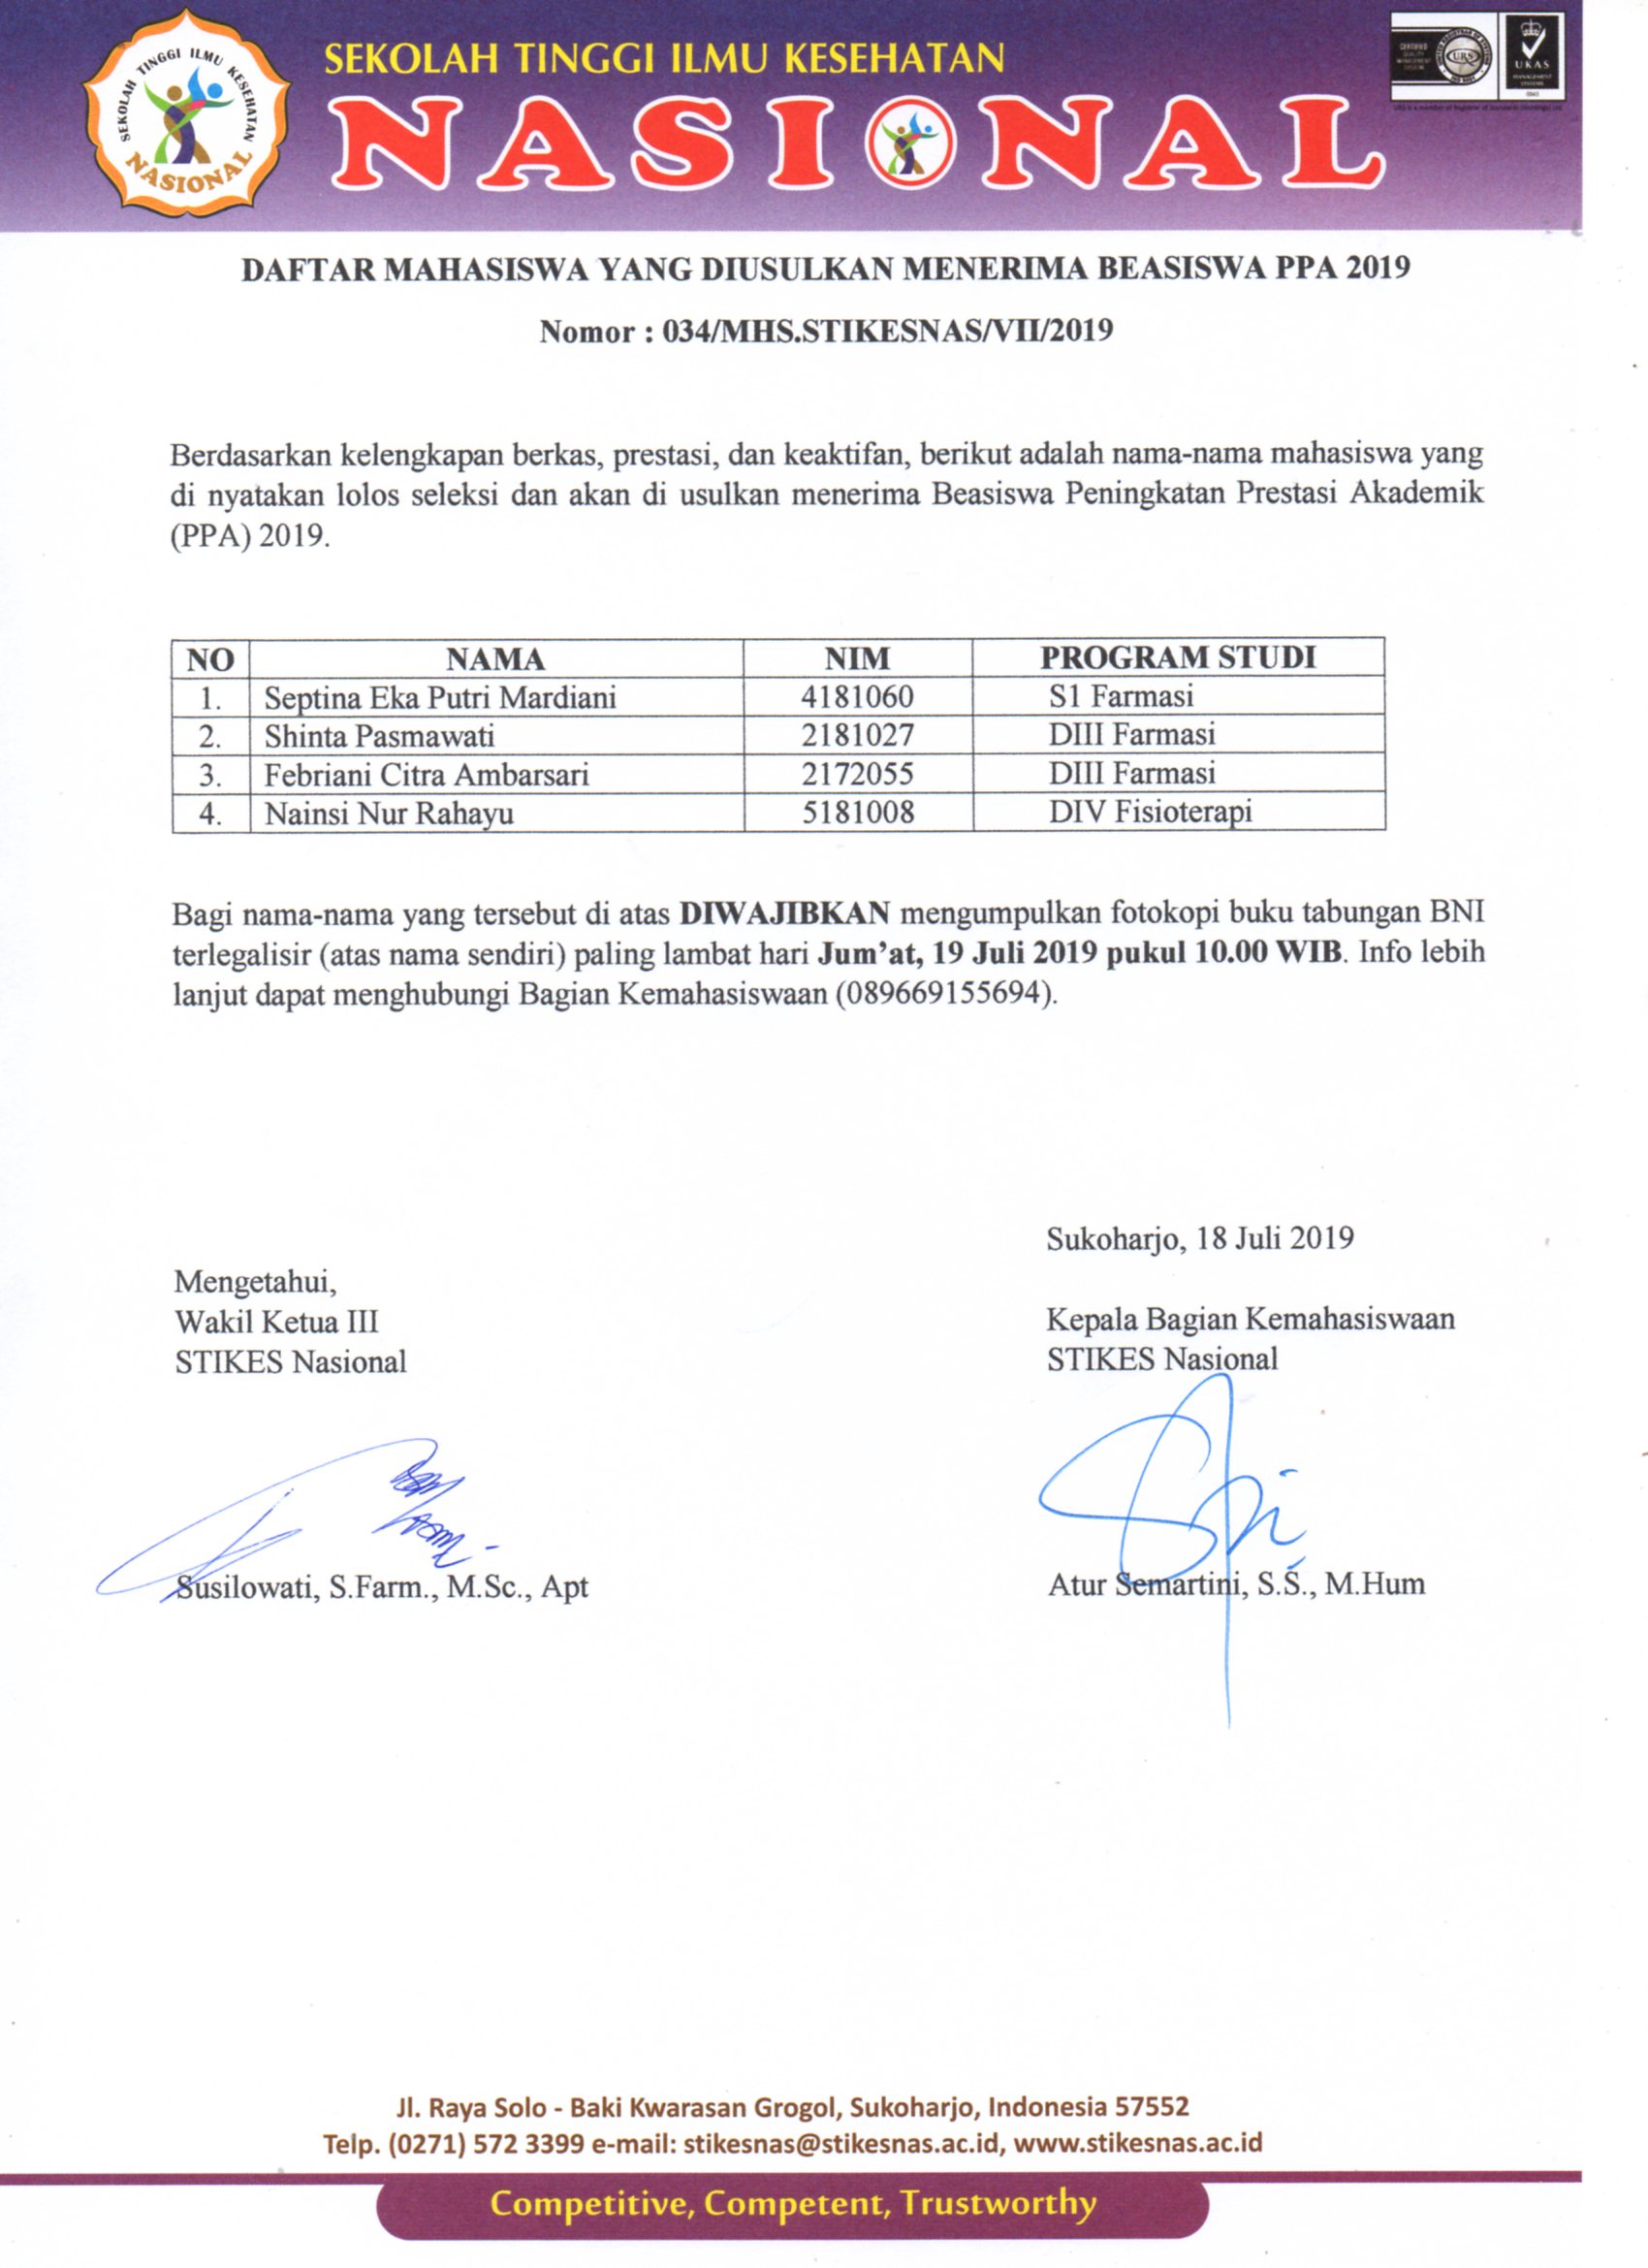 SEKOLAH TINGGI ILMU KESEHATAN
NASIONAL
SEKOLAH TINGGI ILMU KESEHATAN
NASIONAL
URS
UKAS
MANAGEMENT
SYSTEMS
DAFTAR MAHASISWA YANG DIUSULKAN MENERIMA BEASISWA PPA 2019
Nomor : 034/MHS.STIKESNAS/VII/2019
Berdasarkan kelengkapan berkas, prestasi, dan keaktifan, berikut adalah nama-nama mahasiswa yang
di nyatakan lolos seleksi dan akan di usulkan menerima Beasiswa Peningkatan Prestasi Akademik
(PPA) 2019.
NO NAMA NIM PROGRAM STUDI
1. Septina Eka Putri Mardiani 4181060 S1 Farmasi
2. Shinta Pasmawati 2181027 DIII Farmasi
3. Febriani Citra Ambarsari 2172055 DIII Farmasi
4. Nainsi Nur Rahayu 5181008 DIV Fisioterapi
Bagi nama-nama yang tersebut di atas DIWAJIBKAN mengumpulkan fotokopi buku tabungan BNI
terlegalisir (atas nama sendiri) paling lambat hari Jum’at, 19 Juli 2019 pukul 10.00 WIB. Info lebih
lanjut dapat menghubungi Bagian Kemahasiswaan (089669155694).
Sukoharjo, 18 Juli 2019
Mengetahui,
Wakil Ketua III
STIKES Nasional
Kepala Bagian Kemahasiswaan
STIKES Nasional
Susilowati, S.Farm., M.Sc., Apt
Atur Semartini, S.S., M.Hum
Jl. Raya Solo - Baki Kwarasan Grogol, Sukoharjo, Indonesia 57552
Telp. (0271) 572 3399 e-mail: stikesnas@stikesnas.ac.id, www.stikesnas.ac.id
Competitive, Competent, Trustworthy